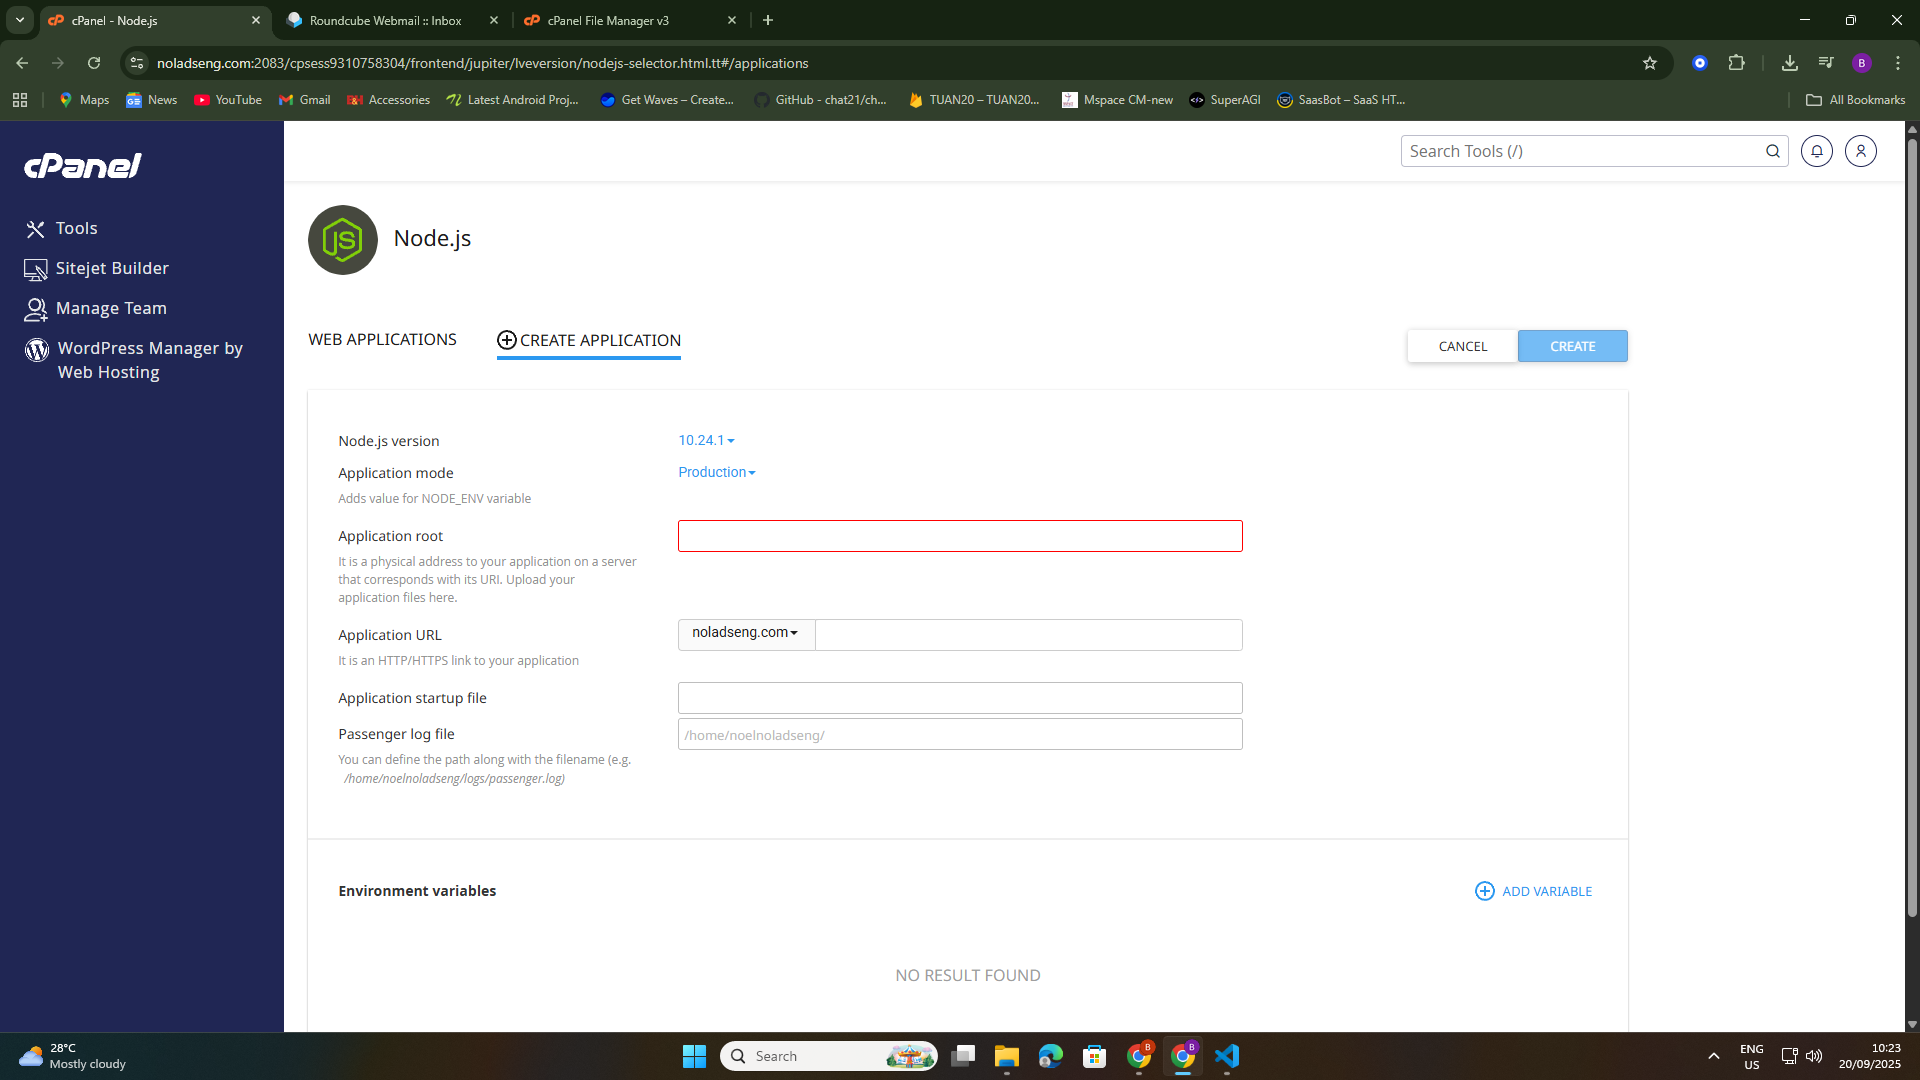 cPanel - Node.js
Roundcube Webmail :: Inbox
cPanel File Manager v3
noladseng.com:2083/cpsess9310758304/frontend/jupiter/lveversion/nodejs-selector.html.tt#/applications
B
Maps
News
YouTube
Gmail
Accessories
Latest Android Proj...
Get Waves – Create...
GitHub - chat21/ch...
TUAN20 – TUAN20...
Mspace CM-new
SuperAGI
SaasBot – SaaS HT...
All Bookmarks
cPanel
Search Tools (/)
Tools
Sitejet Builder
Manage Team
WordPress Manager by
Web Hosting
JS
Node.js
WEB APPLICATIONS
CREATE APPLICATION
CANCEL
CREATE
Node.js version
10.24.1
Application mode
Production
Adds value for NODE_ENV variable
Application root
It is a physical address to your application on a server
that corresponds with its URI. Upload your
application files here.
Application URL
noladseng.com
It is an HTTP/HTTPS link to your application
Application startup file
Passenger log file
/home/noelnoladseng/
You can define the path along with the filename (e.g.
/home/noelnoladseng/logs/passenger.log)
Environment variables
ADD VARIABLE
NO RESULT FOUND
28°C
Mostly cloudy
Search
B
B
ENG
US
10:23
20/09/2025